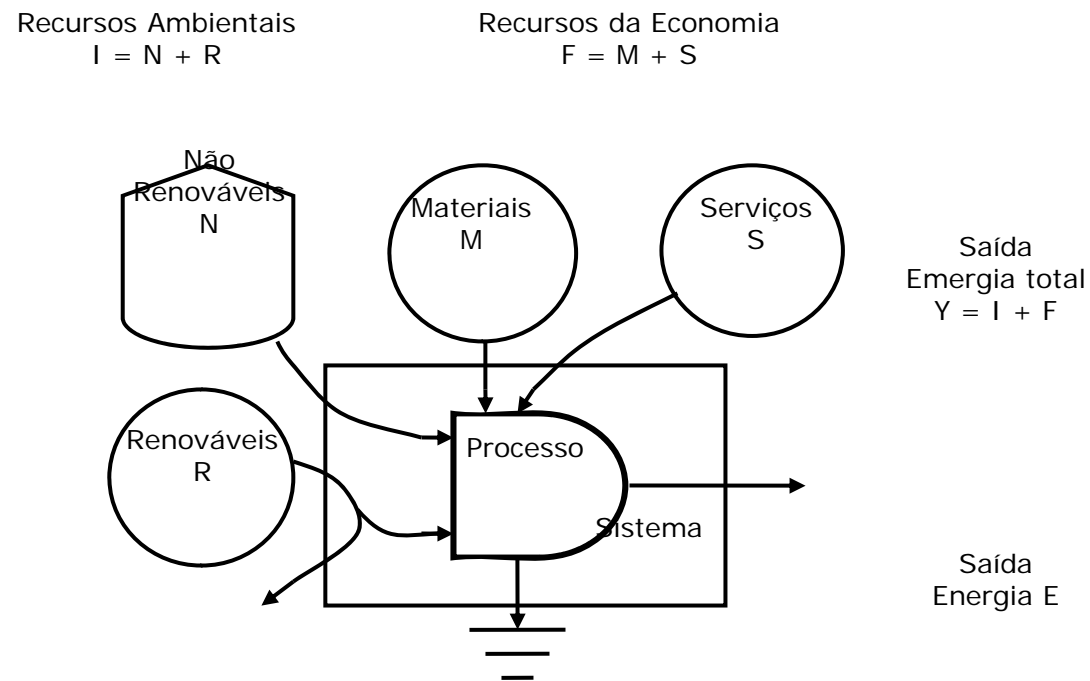 Recursos Ambientais
I = N + R
Recursos da Economia
F = M + S
Não
Renováveis
N
Materiais
M
Serviços
S
Saída
Emergia total
Y = I + F
Renováveis
R
Processo
Sistema
Saída
Energia E